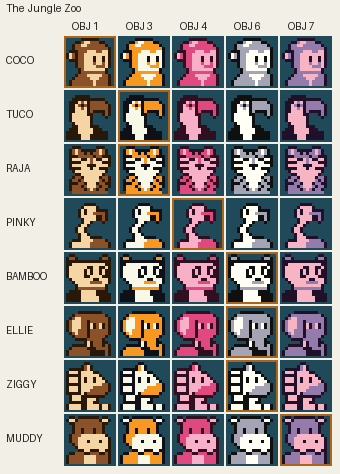 The Jungle Zoo
OBJ 1 OBJ 3 OBJ 4 OBJ 6 OBJ 7
COCO
TUCO
RAJA
PINKY
BAMBOO
ELLIE
ZIGGY
MUDDY